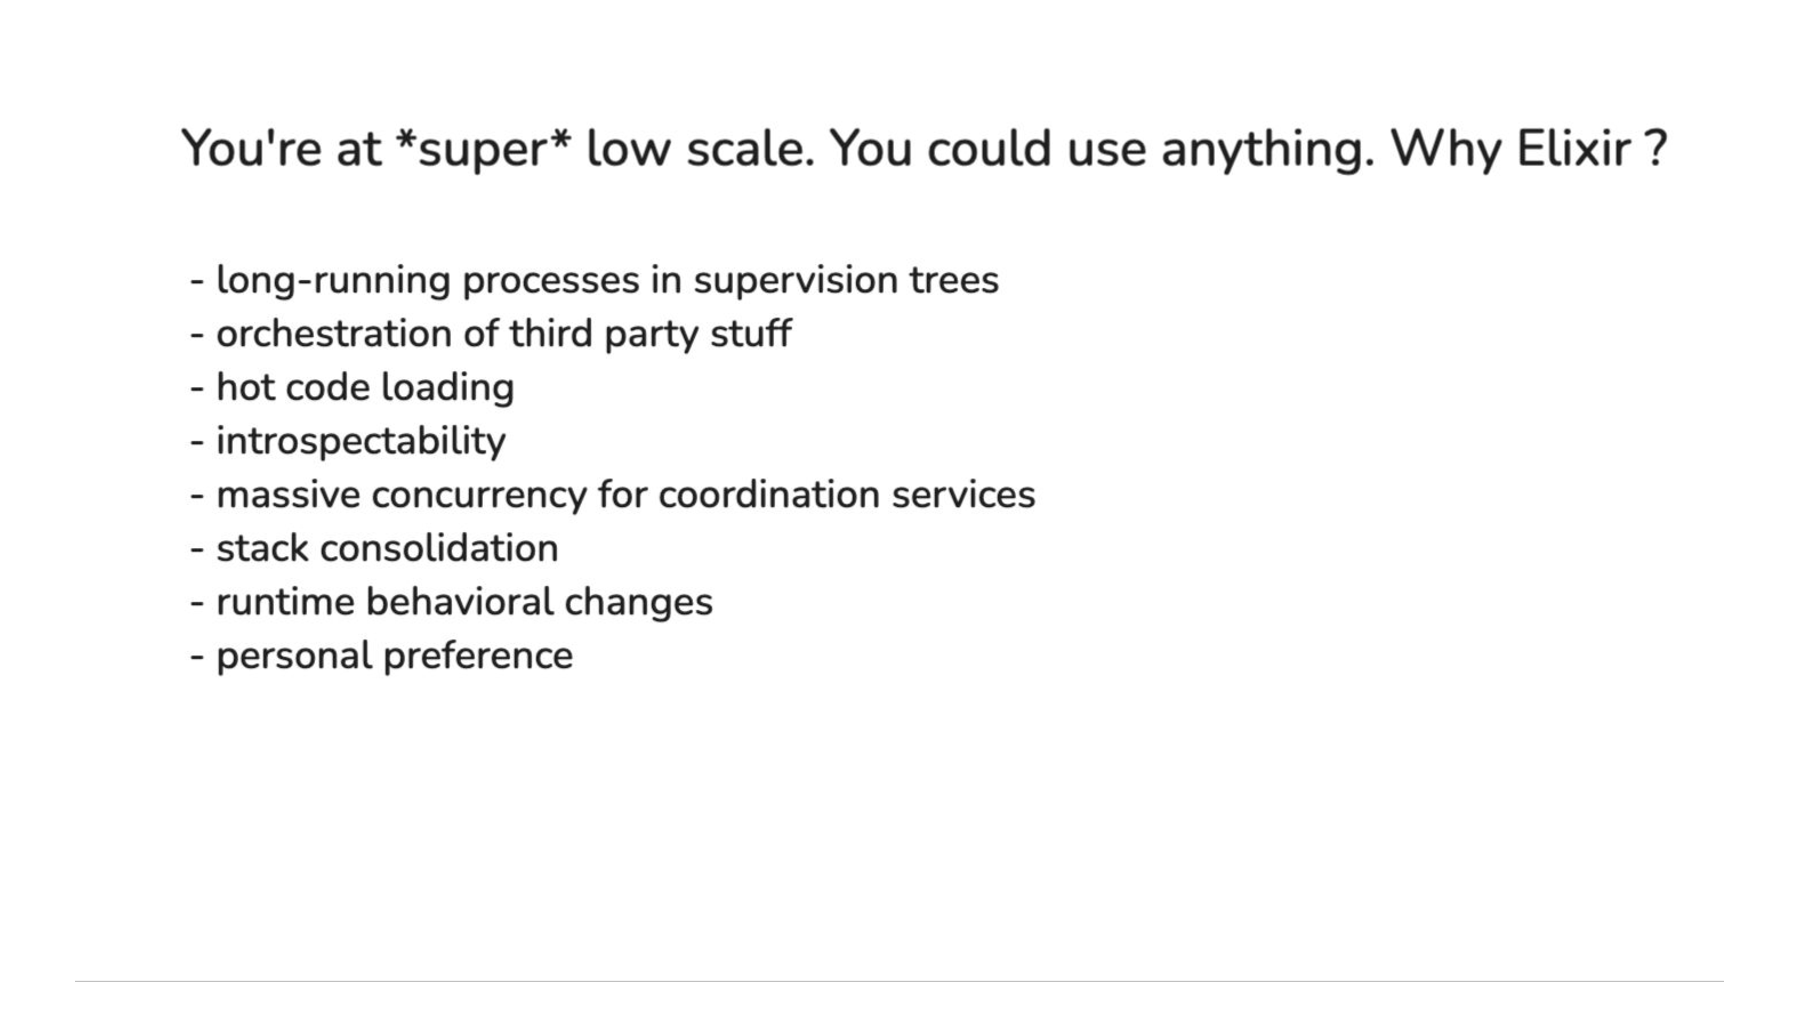 You're at *super* low scale. You could use anything. Why Elixir ?
- long-running processes in supervision trees
- orchestration of third party stuff
- hot code loading
- introspectability
- massive concurrency for coordination services
- stack consolidation
- runtime behavioral changes
- personal preference